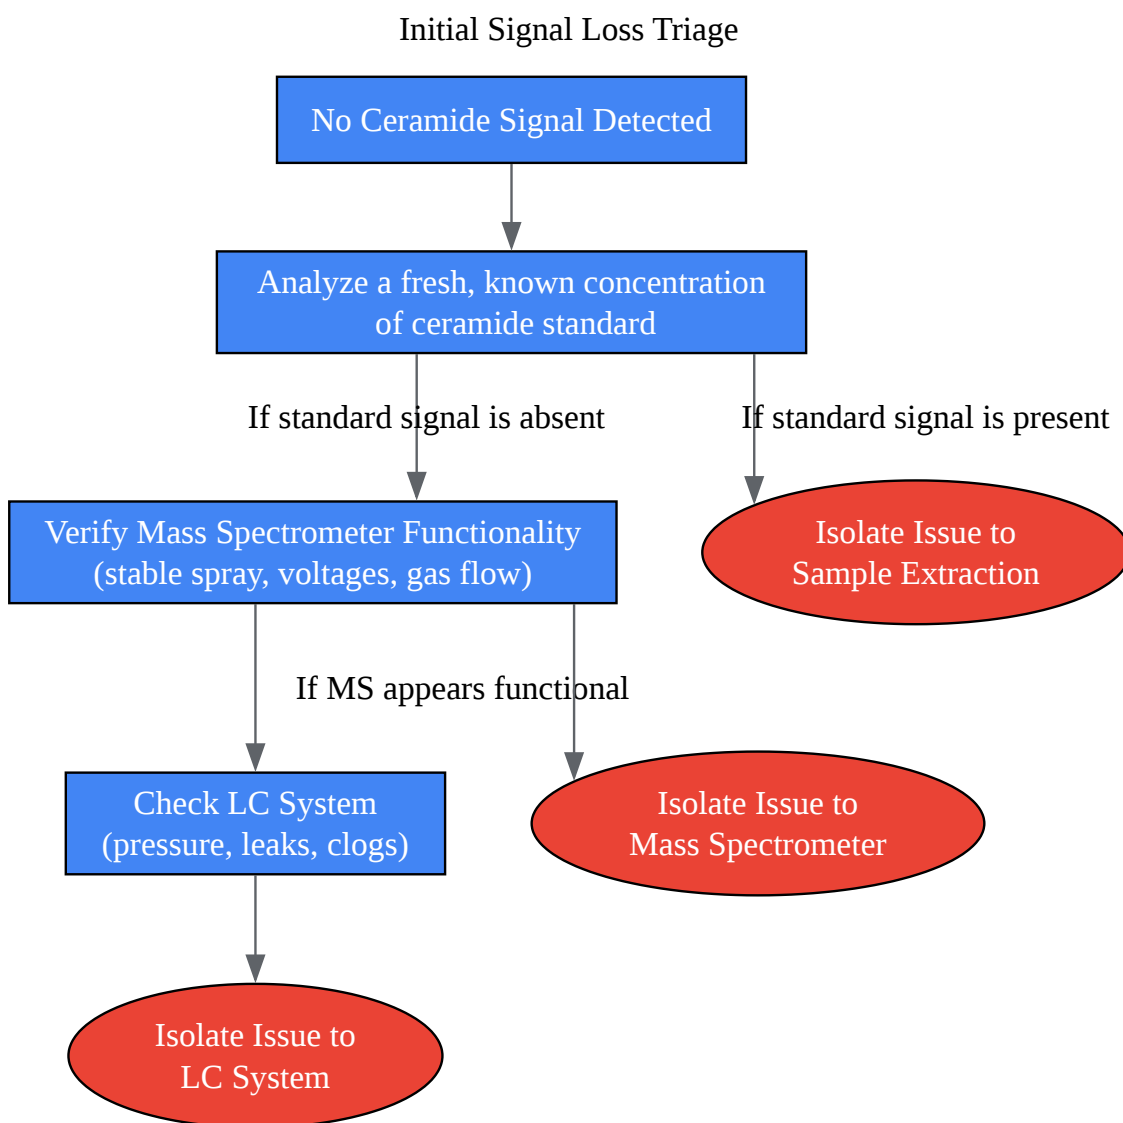 Initial Signal Loss Triage
No Ceramide Signal Detected
Analyze a fresh, known concentration
of ceramide standard
If standard signal is absent
If standard signal is present
Verify Mass Spectrometer Functionality
(stable spray, voltages, gas flow)
Isolate Issue to
Sample Extraction
If MS appears functional
Check LC System
(pressure, leaks, clogs)
Isolate Issue to
Mass Spectrometer
Isolate Issue to
LC System